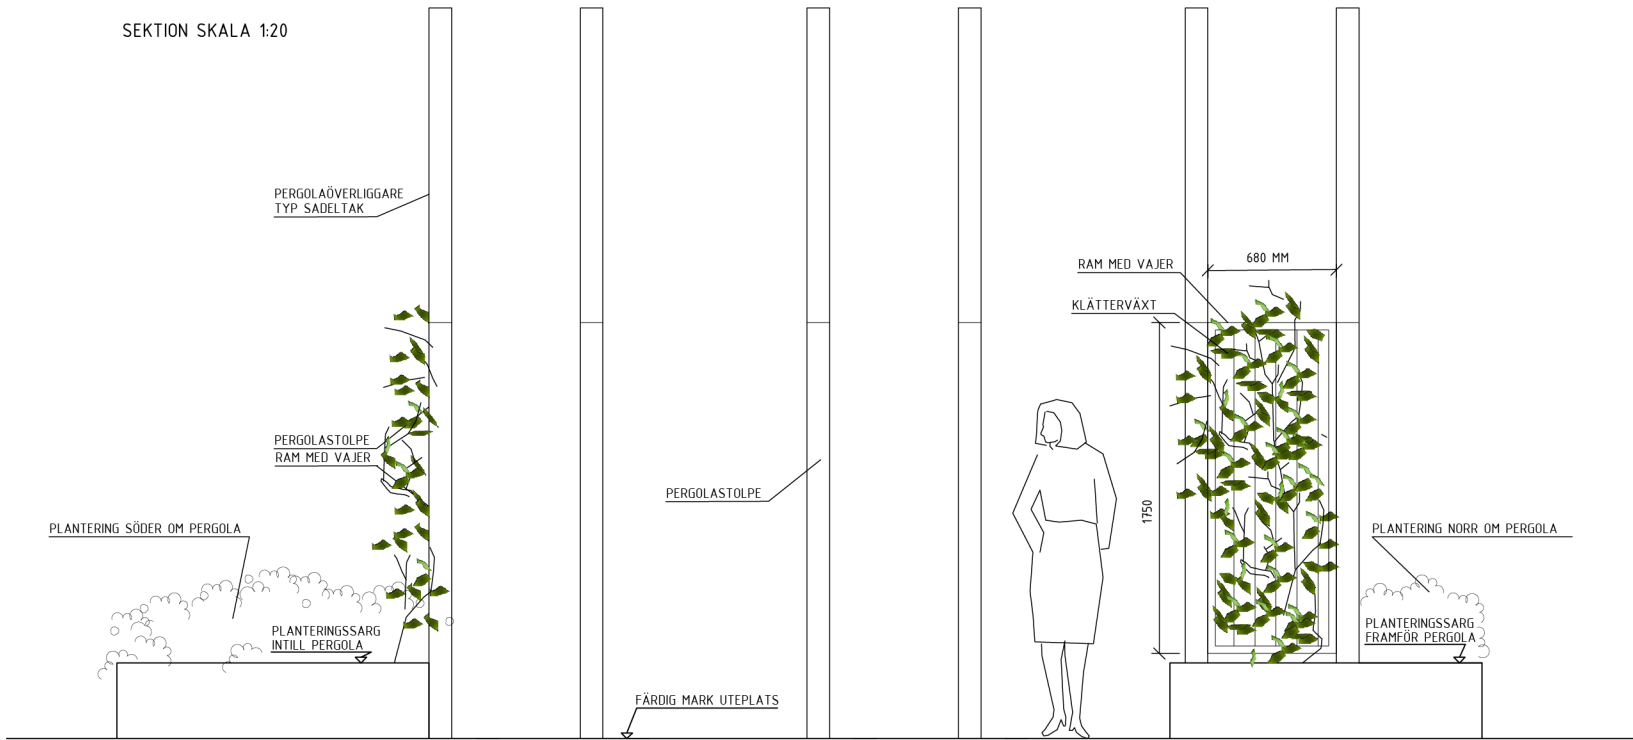 SEKTION SKALA 1:20
PERGOLAÖVERLIGGARE
TYP SADELTAK
RAM MED VAJER
680 MM
KLÄTTERVÄXT
PERGOLASTOLPE
RAM MED VAJER
PERGOLASTOLPE
1750
PLANTERING SÖDER OM PERGOLA
PLANTERING NORR OM PERGOLA
PLANTERINGSSARG
INTILL PERGOLA
PLANTERINGSSARG
FRAMFÖR PERGOLA
FÄRDIG MARK UTEPLATS